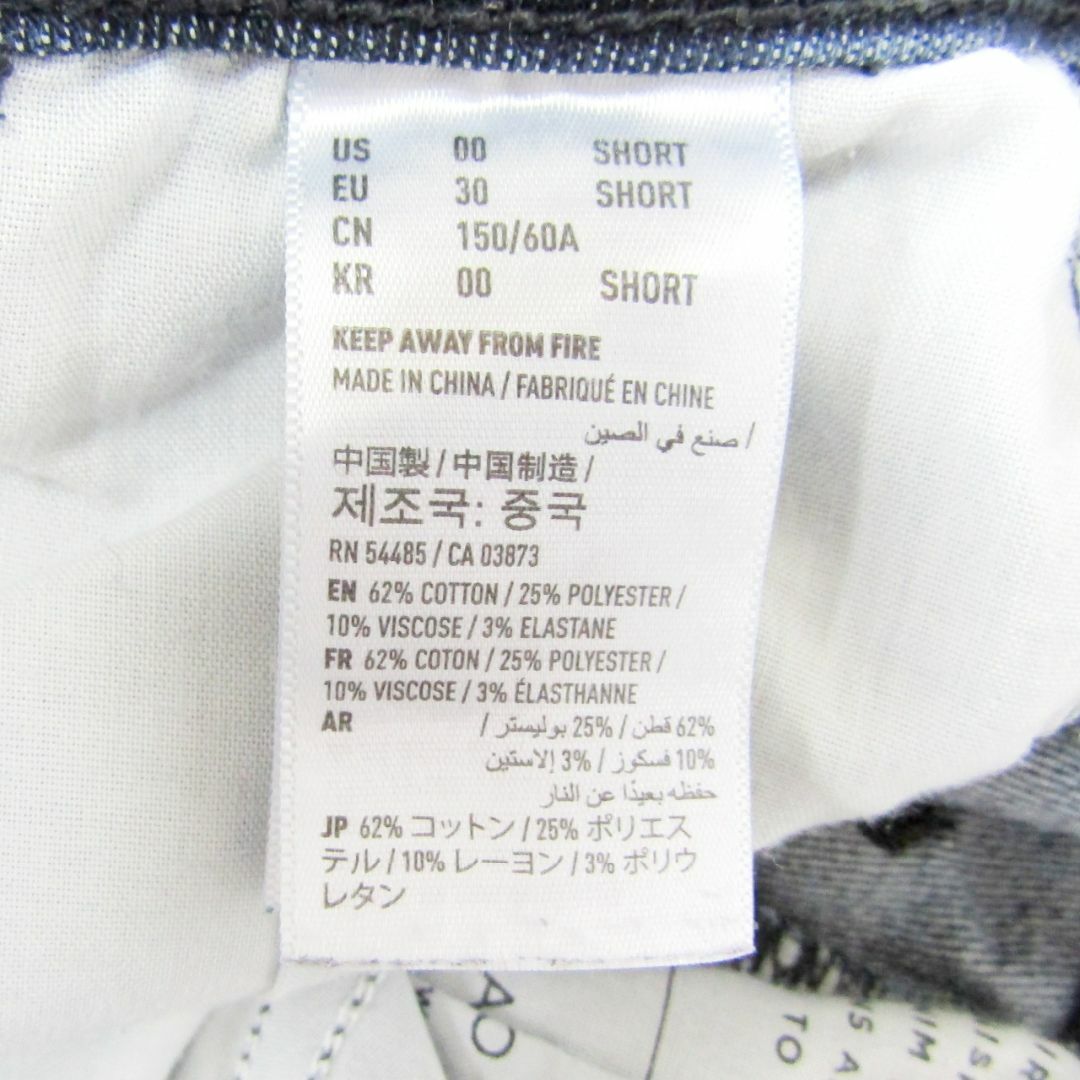 US 00 SHORT
EU 30 SHORT
CN 150/60A
KR 00 SHORT
KEEP AWAY FROM FIRE
MADE IN CHINA / FABRIQUÉ EN CHINE
/ صنع في الصين
中国製 / 中国制造 /
제조국: 중국
RN 54485 / CA 03873
EN 62% COTTON / 25% POLYESTER /
10% VISCOSE / 3% ELASTANE
FR 62% COTON / 25% POLYESTER /
10% VISCOSE / 3% ÉLASTHANNE
AR 62% قطن / 25% بوليستر /
10% فسكوز / 3% إلاستين
حفظه بعيدًا عن النار
JP 62% コットン / 25% ポリエス
テル / 10% レーヨン / 3% ポリウ
レタン
TO